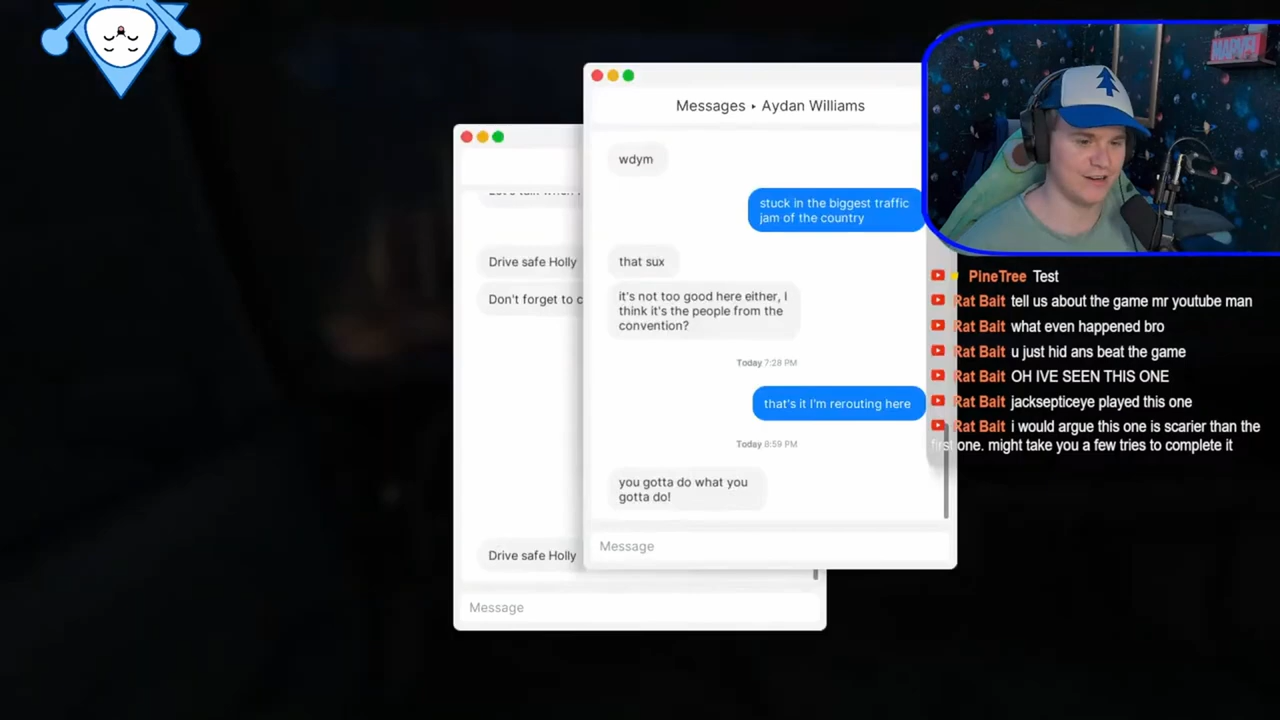 Messages ▸ Aydan Williams
wdym
stuck in the biggest traffic
jam of the country
that sux
it's not too good here either, I
think it's the people from the
convention?
Today 7:28 PM
that's it I'm rerouting here
Today 8:59 PM
you gotta do what you
gotta do!
Message
Drive safe Holly
Don't forget to c
Drive safe Holly
Message
MARVEL
PineTree Test
Rat Bait tell us about the game mr youtube man
Rat Bait what even happened bro
Rat Bait u just hid ans beat the game
Rat Bait OH IVE SEEN THIS ONE
Rat Bait jacksepticeye played this one
Rat Bait i would argue this one is scarier than the
first one. might take you a few tries to complete it